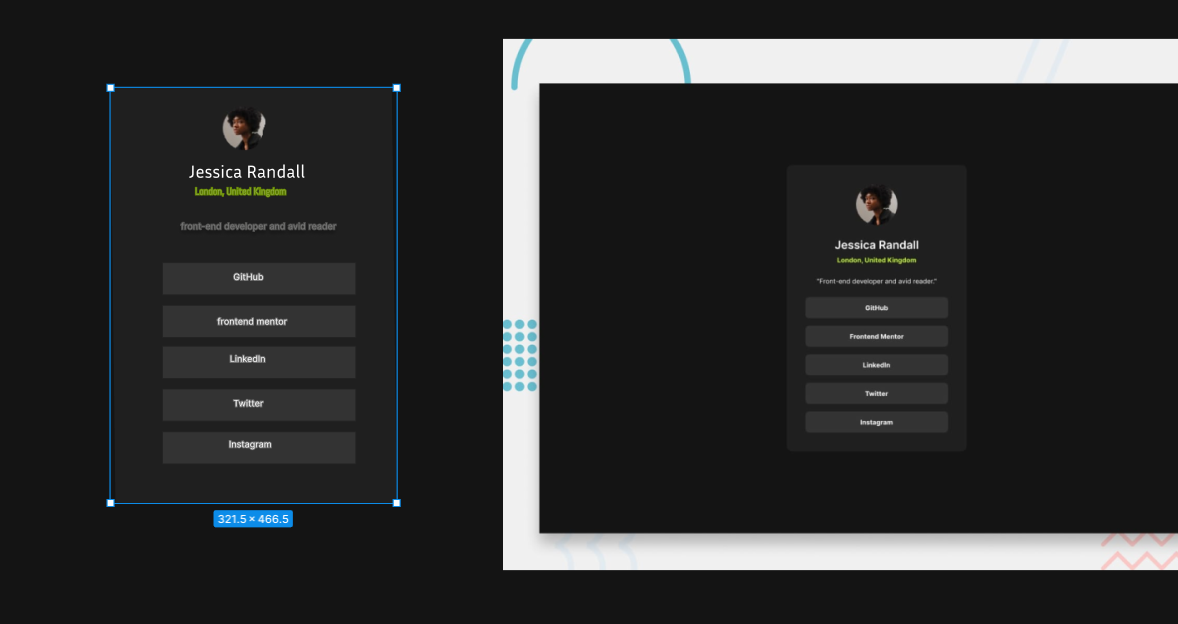 Jessica Randall
London, United Kingdom
front-end developer and avid reader
GitHub
frontend mentor
LinkedIn
Twitter
Instagram
321.5 × 466.5
Jessica Randall
London, United Kingdom
"Front-end developer and avid reader."
GitHub
Frontend Mentor
LinkedIn
Twitter
Instagram